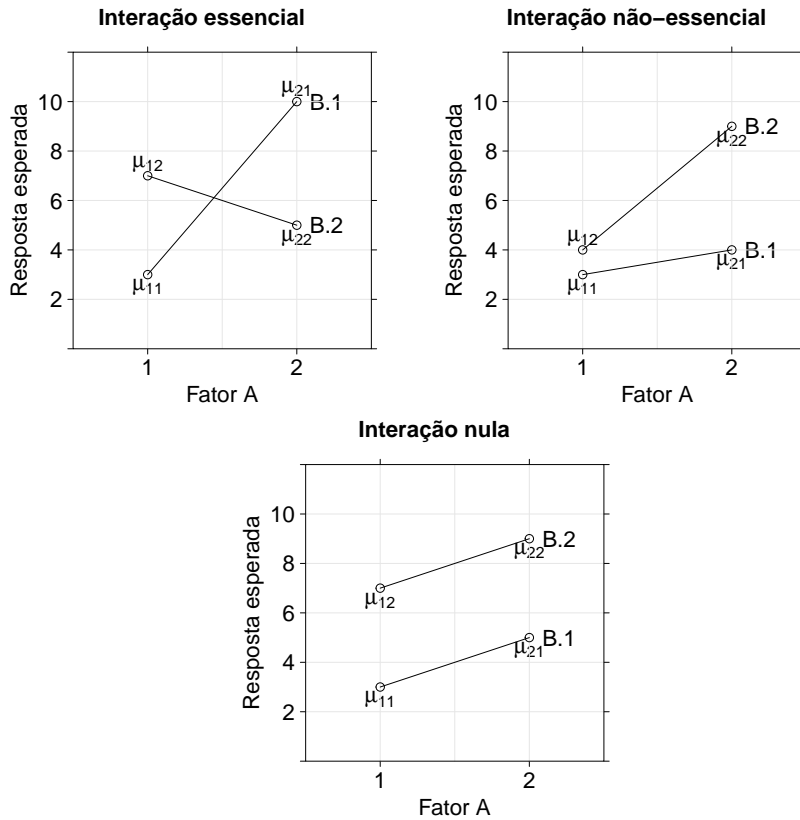 Interação essencial
Resposta esperada
10
8
6
4
2
μ21
B.1
μ12
B.2
μ22
μ11
1 2
Fator A
Interação não−essencial
Resposta esperada
10
8
6
4
2
B.2
μ22
μ12
B.1
μ21
μ11
1 2
Fator A
Interação nula
Resposta esperada
10
8
6
4
2
B.2
μ22
μ12
B.1
μ21
μ11
1 2
Fator A